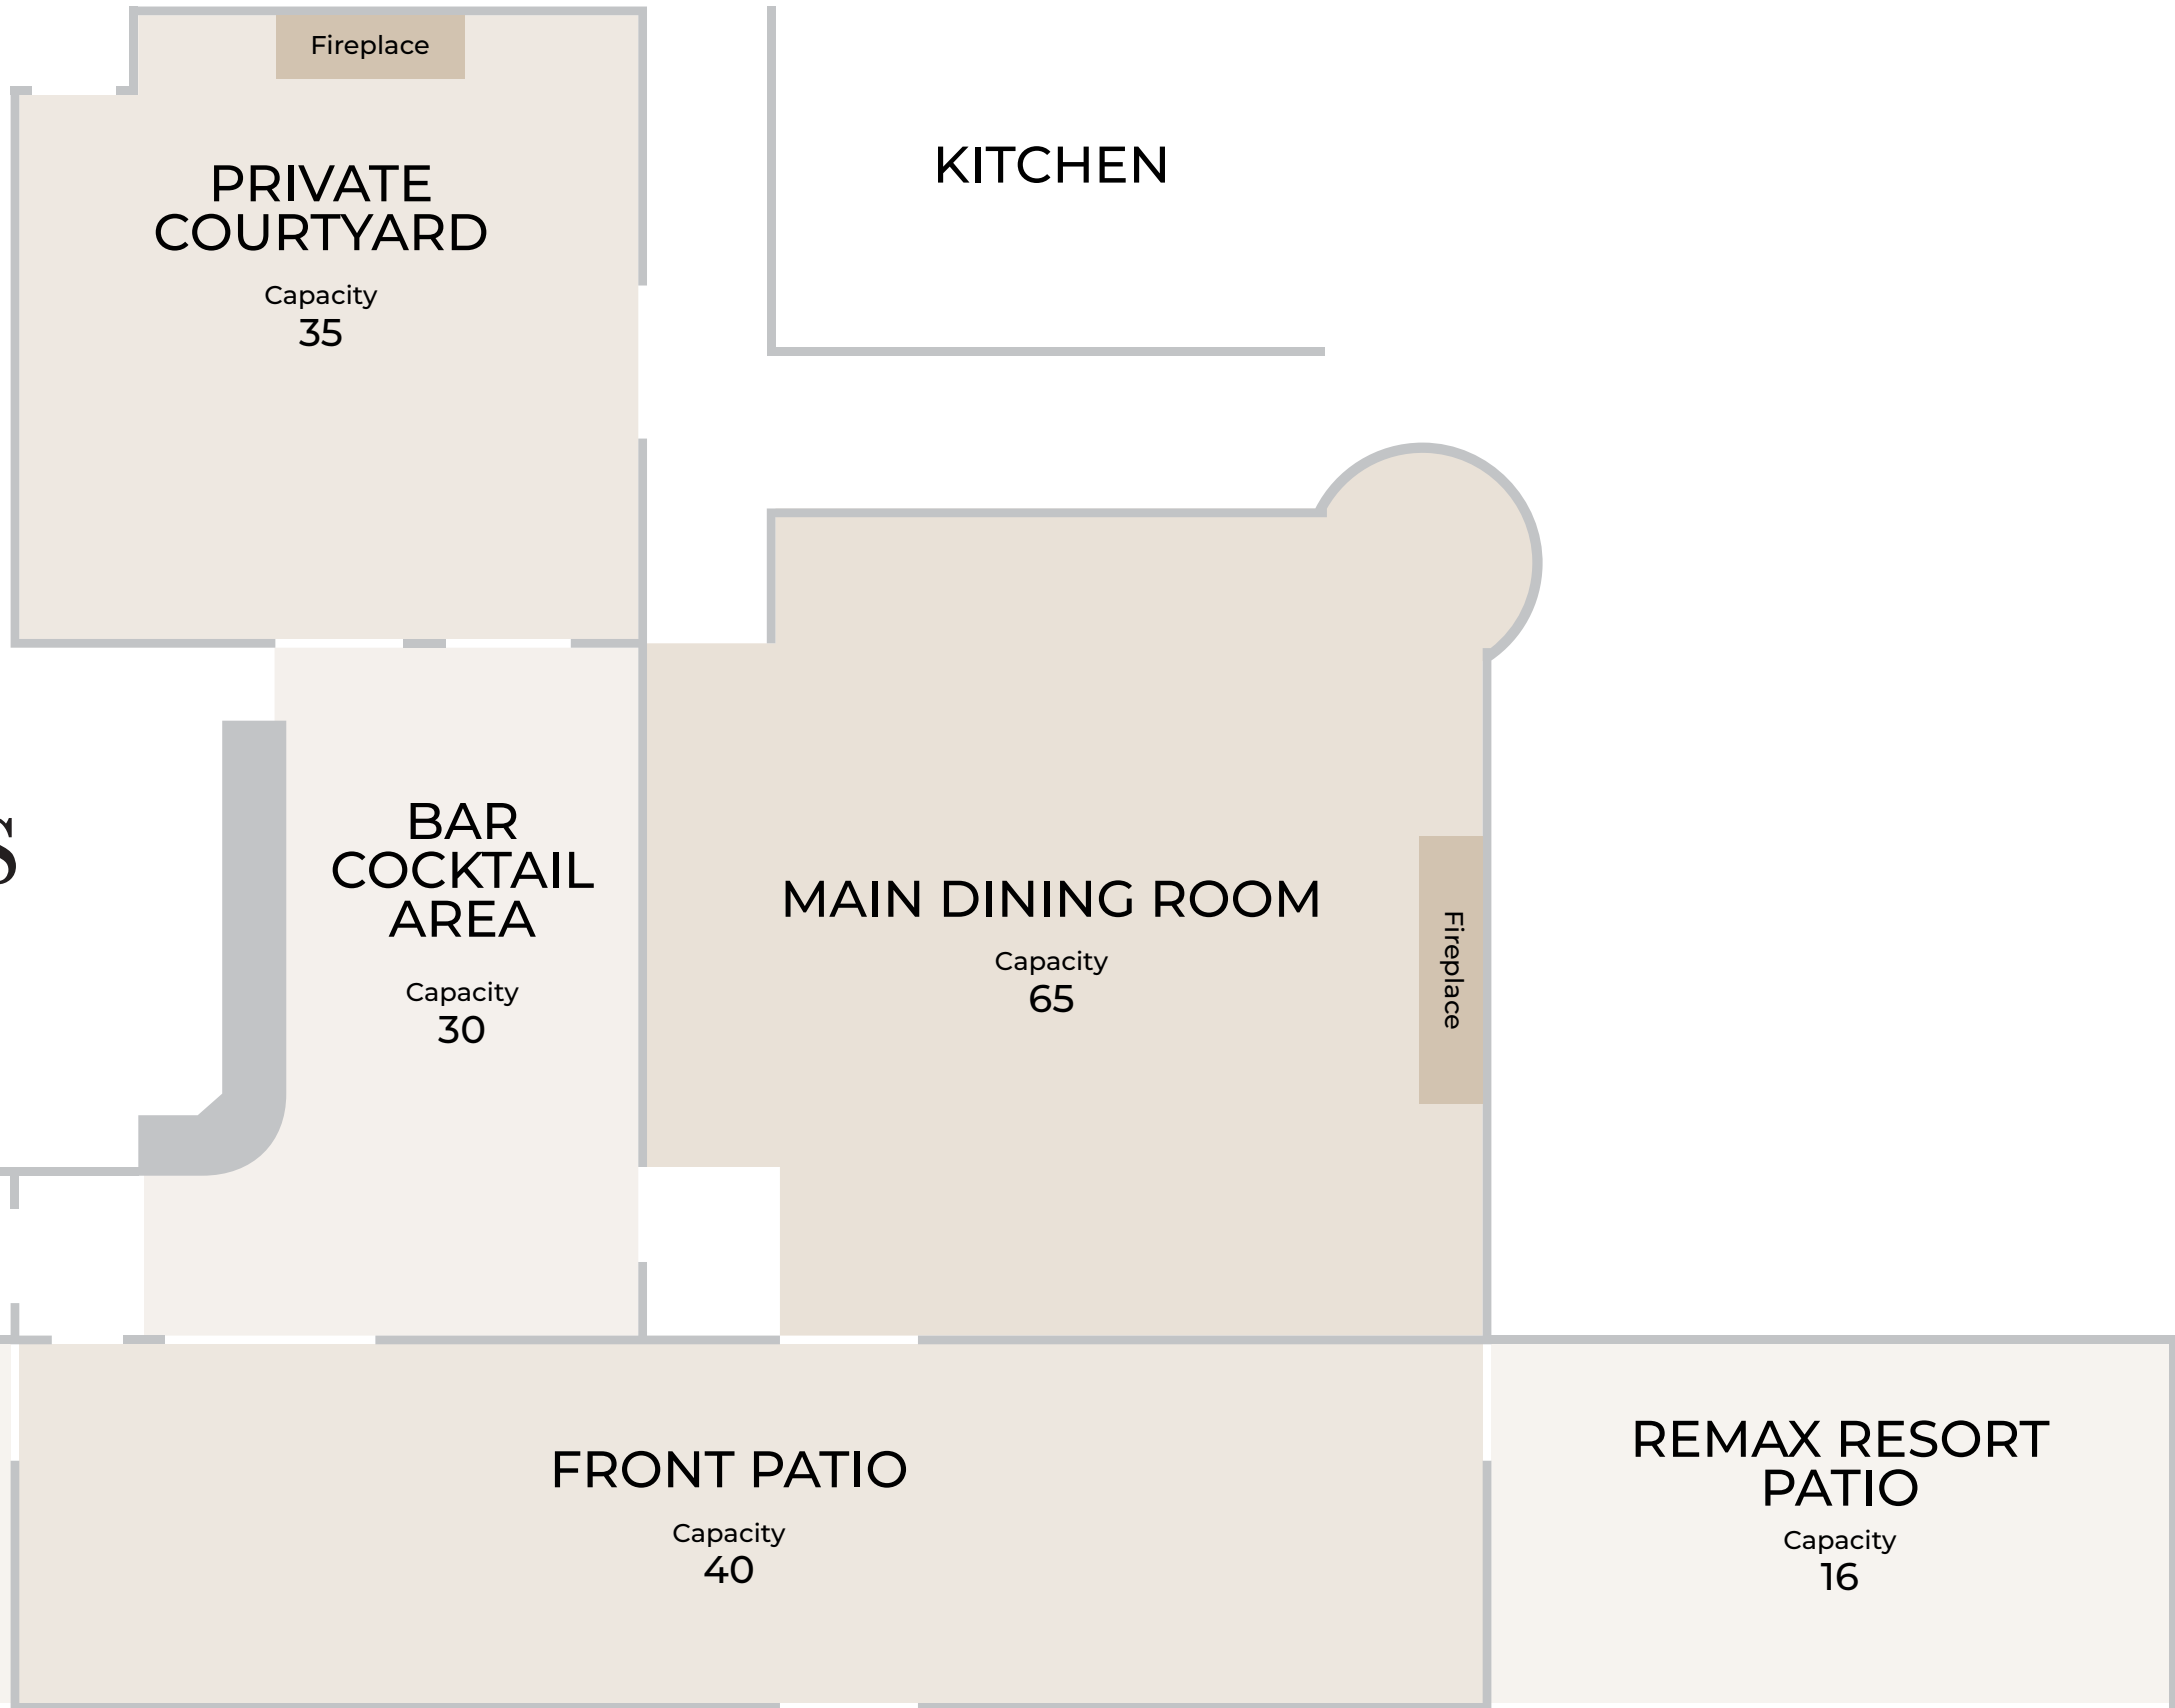 Fireplace
PRIVATE
COURTYARD
Capacity
35
KITCHEN
S
BAR
COCKTAIL
AREA
Capacity
30
MAIN DINING ROOM
Capacity
65
Fireplace
FRONT PATIO
Capacity
40
REMAX RESORT
PATIO
Capacity
16